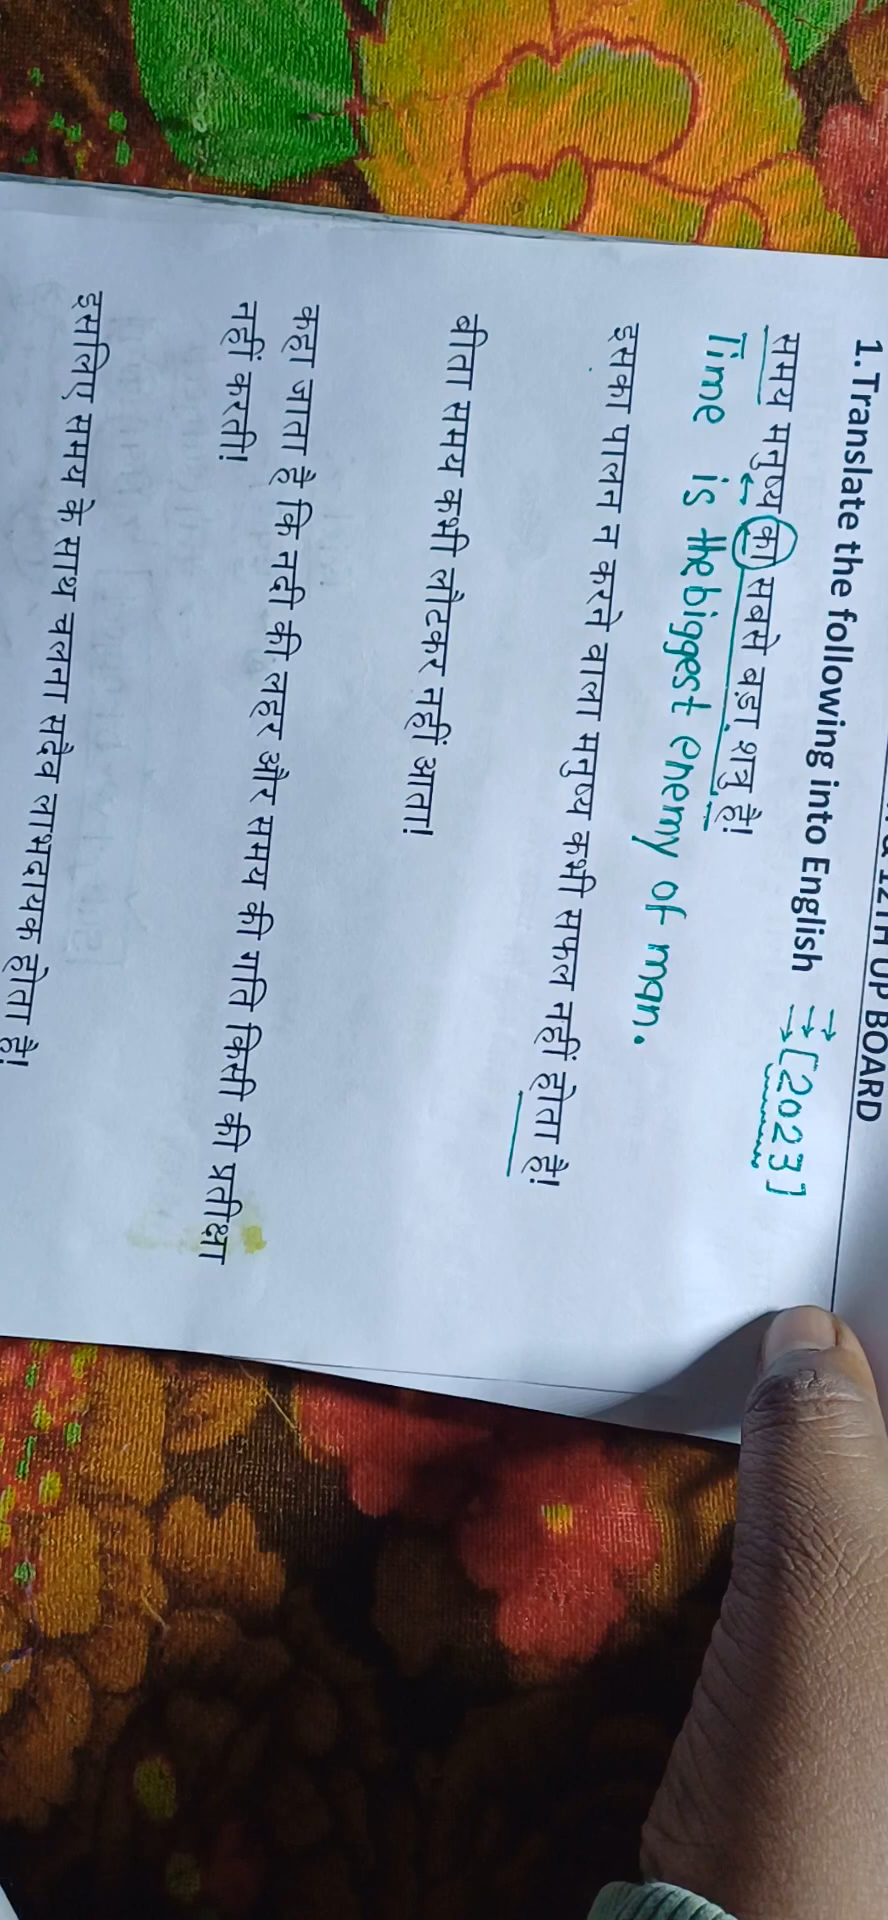 12TH UP BOARD
1.Translate the following into English ⇉ [2023]
समय मनुष्य का सबसे बड़ा शत्रु है!
Time is the biggest enemy of man.
इसका पालन न करने वाला मनुष्य कभी सफल नहीं होता है!
बीता समय कभी लौटकर नहीं आता!
कहा जाता है कि नदी की लहर और समय की गति किसी की प्रतीक्षा
नहीं करती!
इसलिए समय के साथ चलना सदैव लाभदायक होता है!